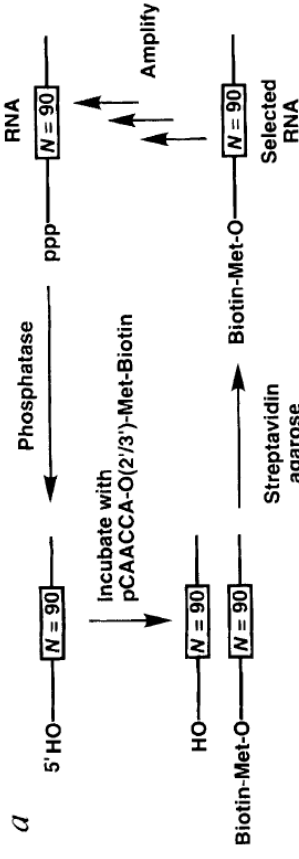 a
RNA
ppp
N = 90
Phosphatase
5'HO
N = 90
Incubate with
pCAACCA-O(2'/3')-Met-Biotin
HO
N = 90
Biotin-Met-O
N = 90
Streptavidin
agarose
Biotin-Met-O
N = 90
Selected
RNA
Amplify